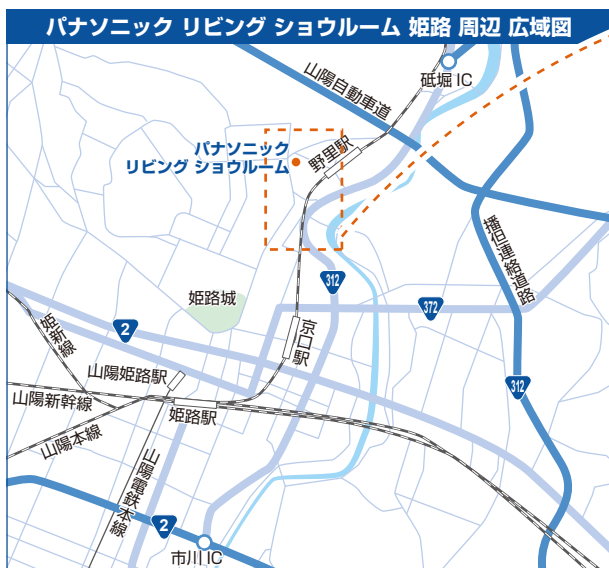 パナソニック リビング ショウルーム 姫路 周辺 広域図
砥堀IC
山陽自動車道
パナソニック
リビング ショウルーム
野里駅
播但連絡道路
312
姫路城
372
2
京口駅
姫新線
山陽姫路駅
312
山陽新幹線
姫路駅
山陽本線
山陽電鉄本線
2
市川IC